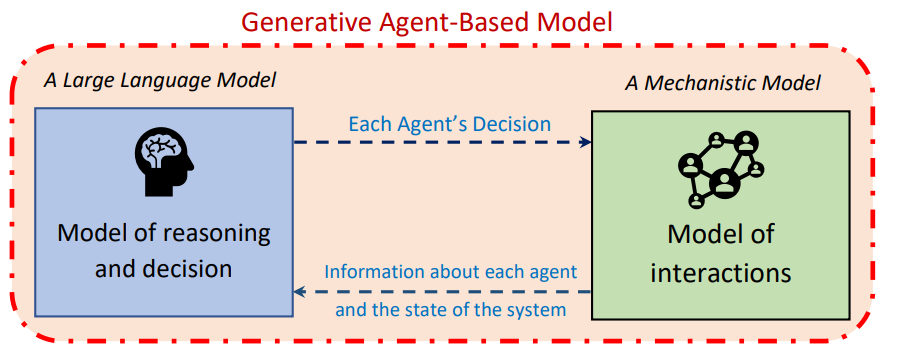 Generative Agent-Based Model
A Large Language Model
A Mechanistic Model
Each Agent's Decision
Model of reasoning
and decision
Model of
interactions
Information about each agent
and the state of the system